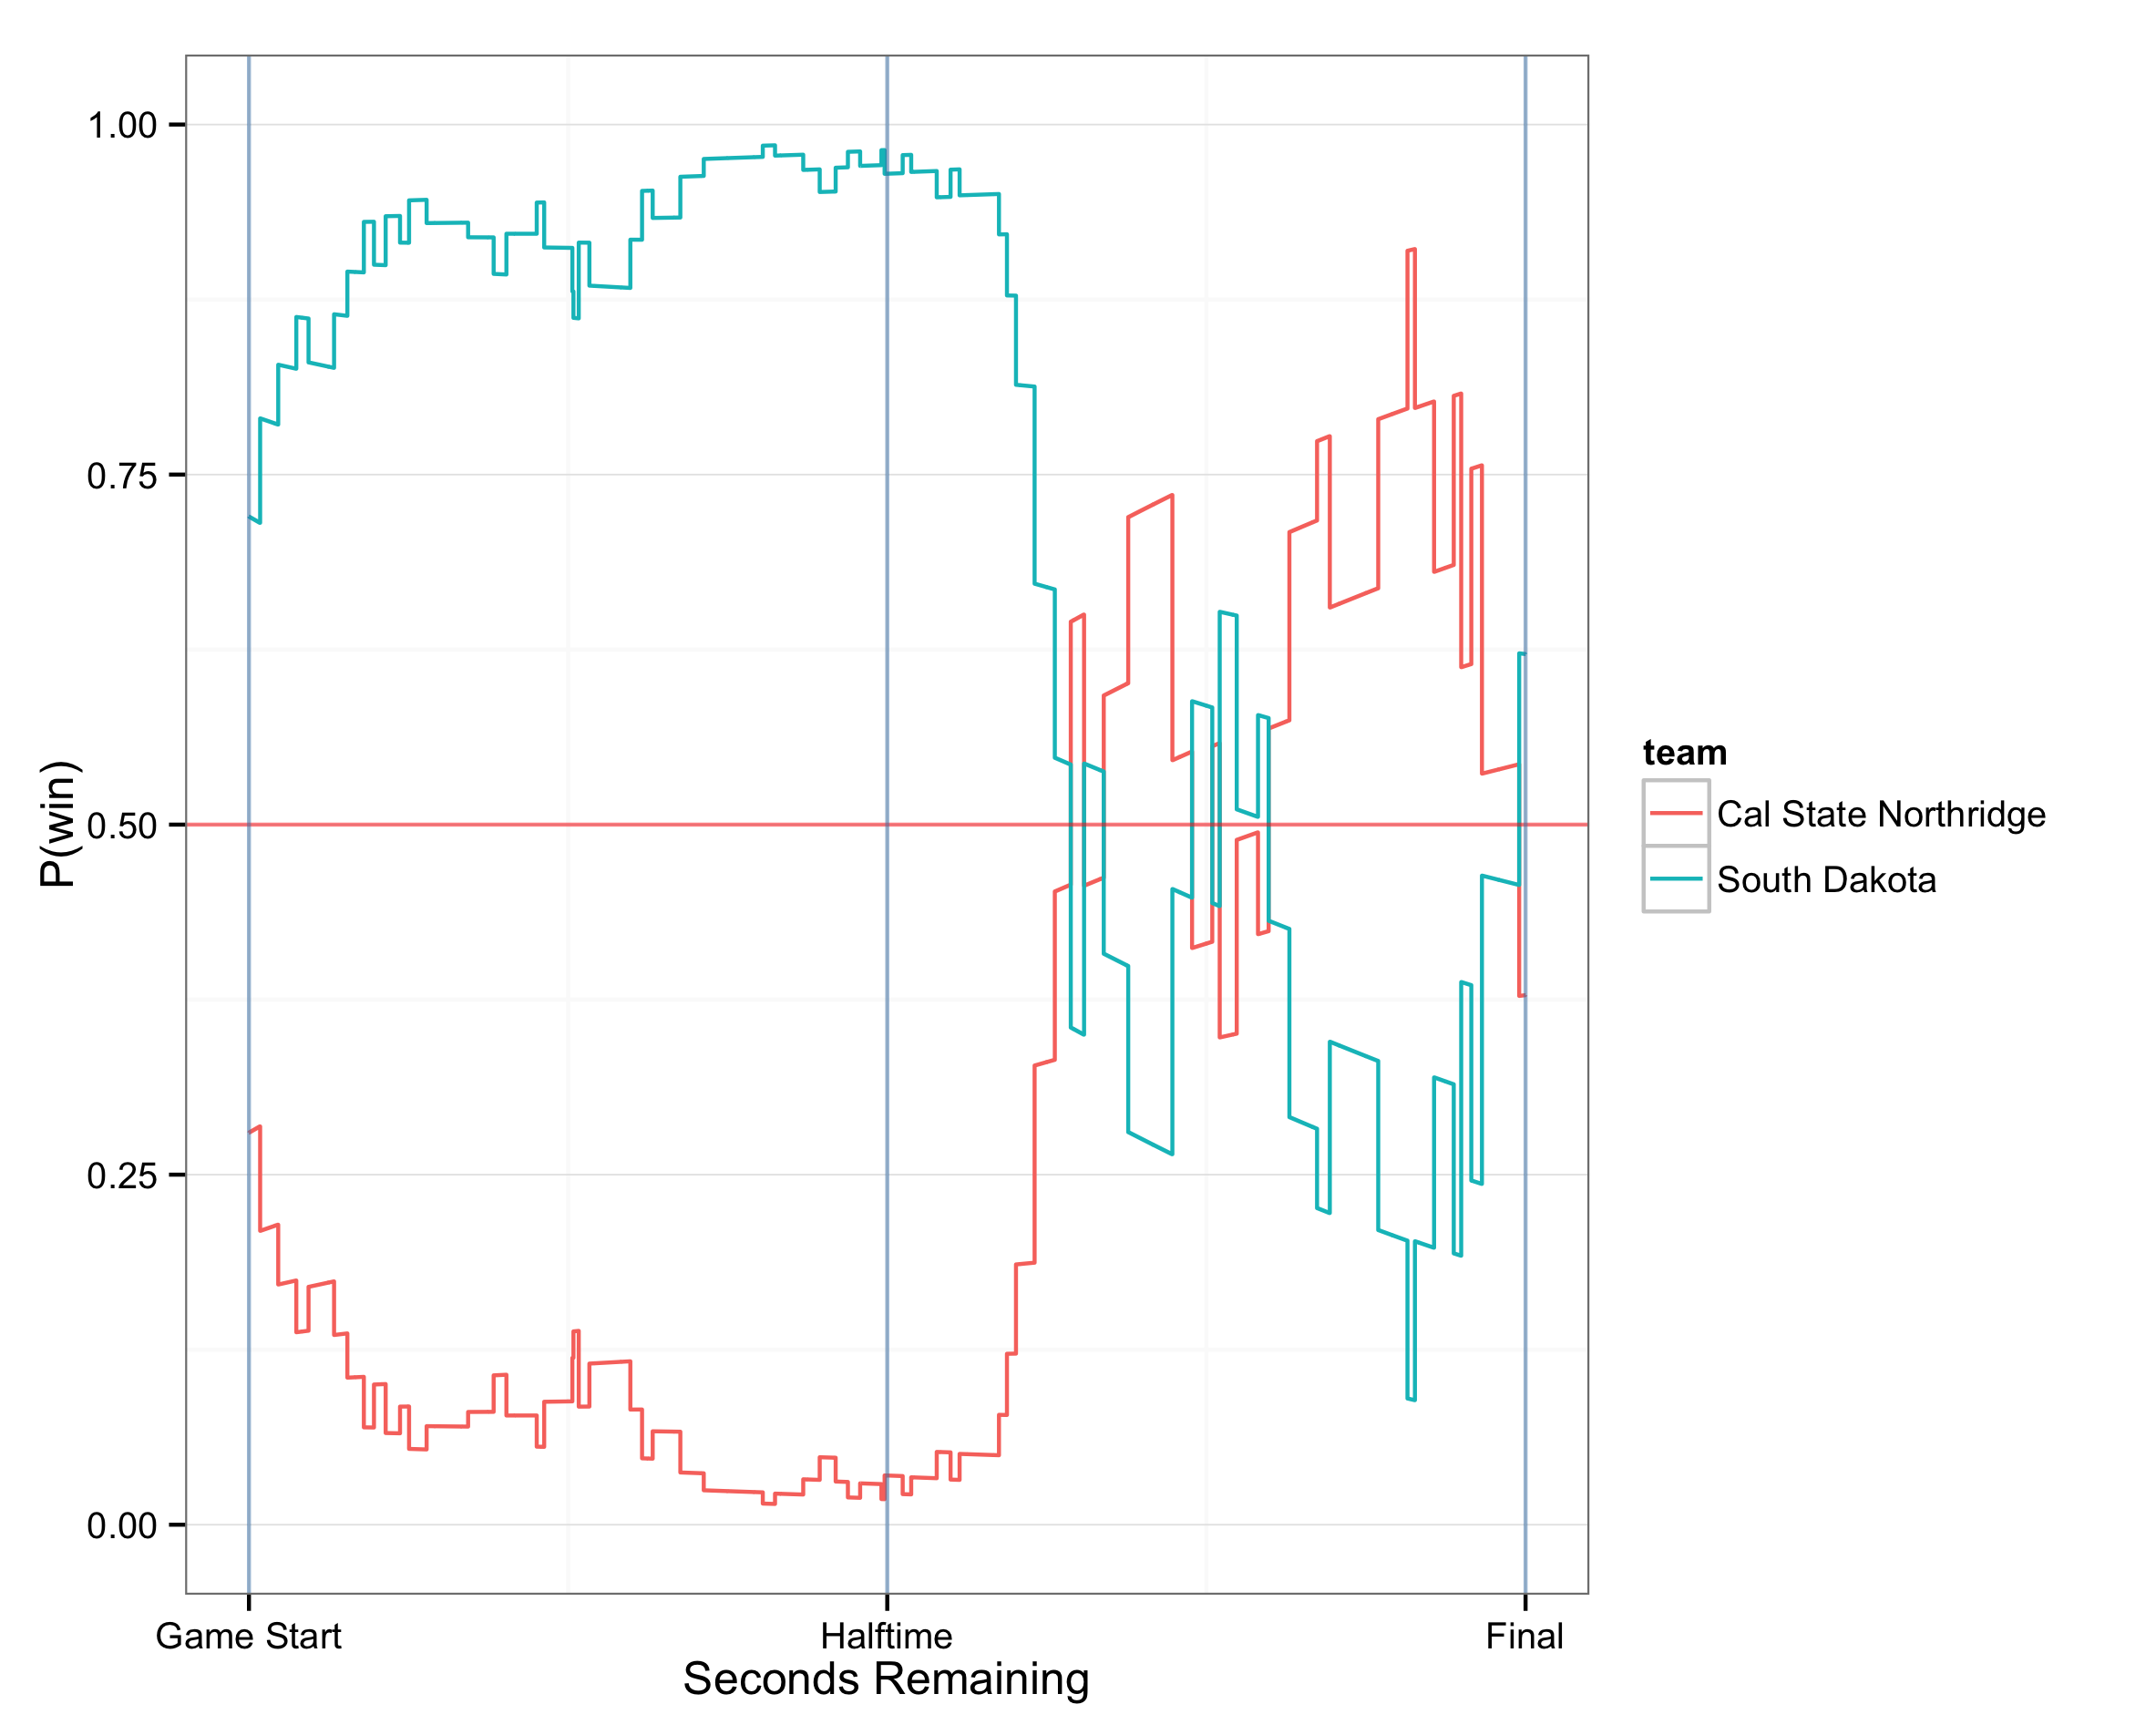 1.00
0.75
0.50
0.25
0.00
P(win)
Game Start
Halftime
Final
Seconds Remaining
team
Cal State Northridge
South Dakota